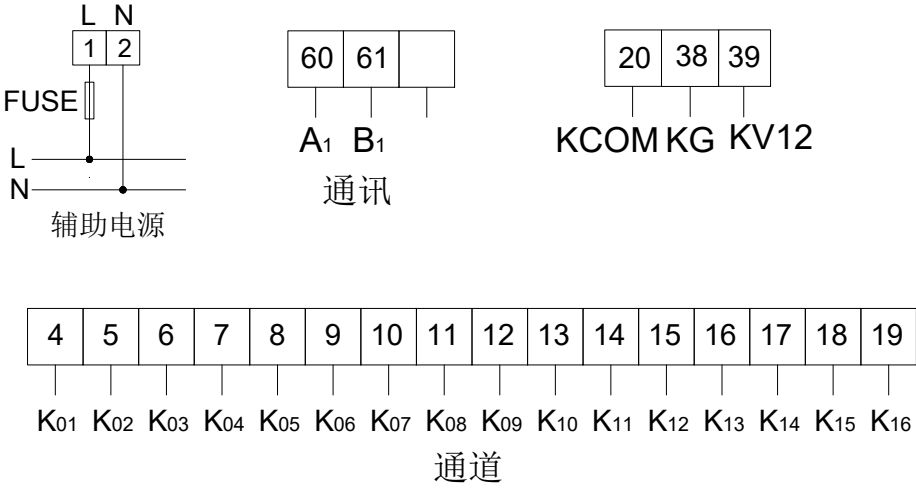 L N
1 2
FUSE
L
N
辅助电源
60 61
A1 B1
通讯
20 38 39
KCOM KG KV12
4 5 6 7 8 9 10 11 12 13 14 15 16 17 18 19
K01 K02 K03 K04 K05 K06 K07 K08 K09 K10 K11 K12 K13 K14 K15 K16
通道